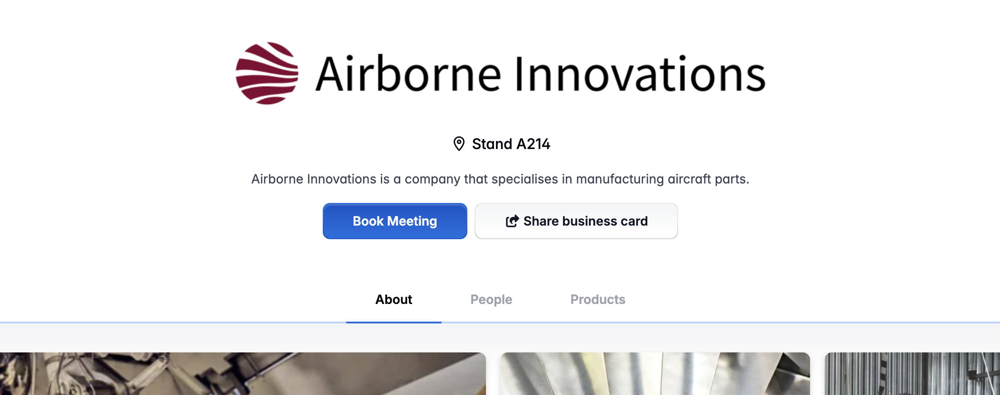 Airborne Innovations
Stand A214
Airborne Innovations is a company that specialises in manufacturing aircraft parts.
Book Meeting
Share business card
About
People
Products